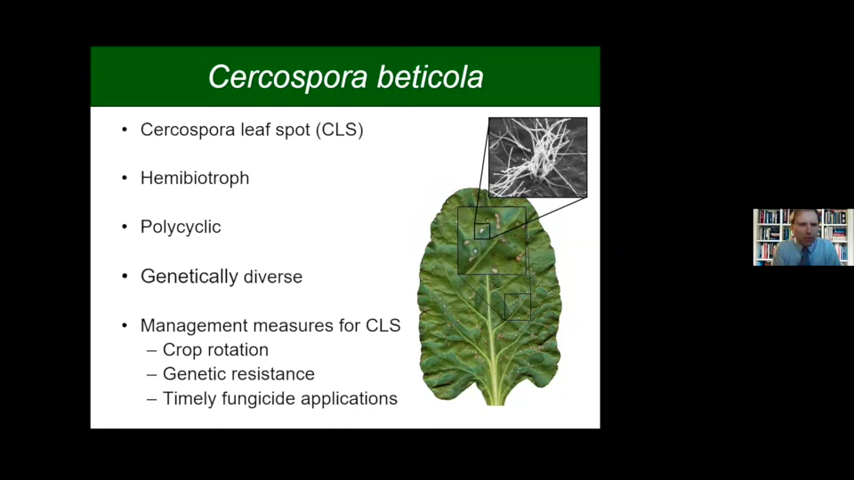 Cercospora beticola
• Cercospora leaf spot (CLS)
• Hemibiotroph
• Polycyclic
• Genetically diverse
• Management measures for CLS
– Crop rotation
– Genetic resistance
– Timely fungicide applications